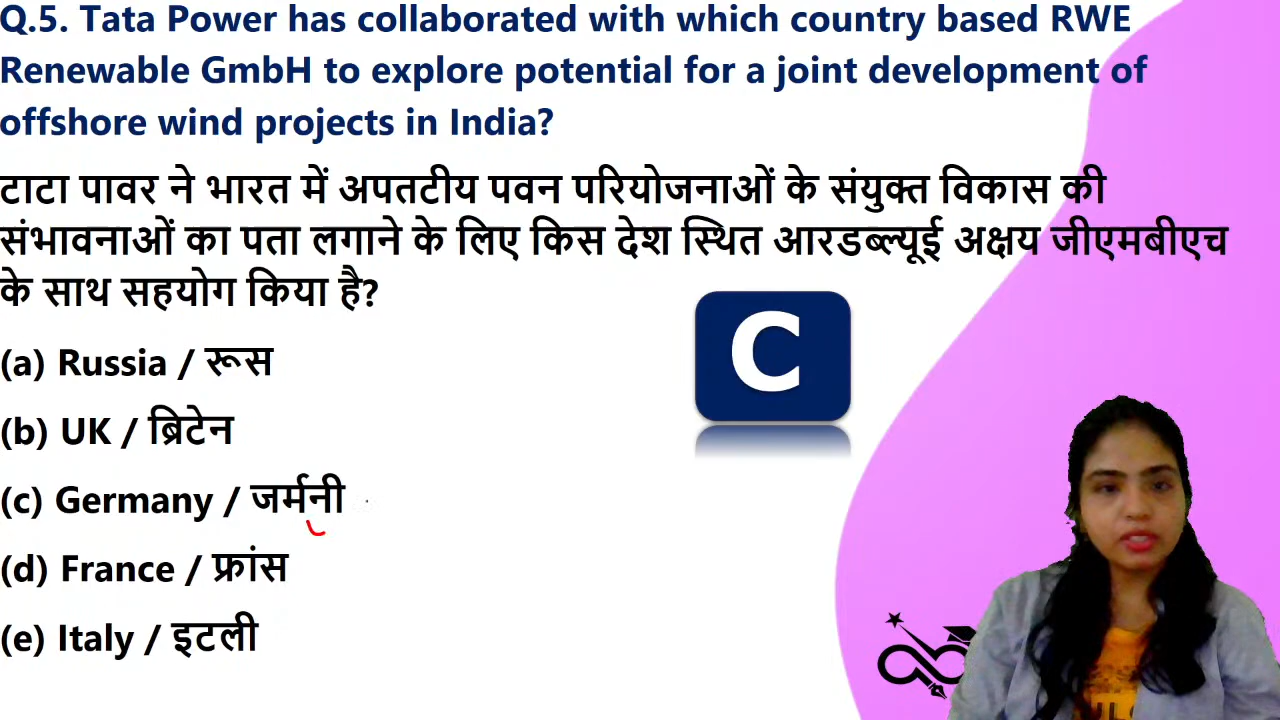 Q.5. Tata Power has collaborated with which country based RWE
Renewable GmbH to explore potential for a joint development of
offshore wind projects in India?
टाटा पावर ने भारत में अपतटीय पवन परियोजनाओं के संयुक्त विकास की
संभावनाओं का पता लगाने के लिए किस देश स्थित आरडब्ल्यूई अक्षय जीएमबीएच
के साथ सहयोग किया है?
C
(a) Russia / रूस
(b) UK / ब्रिटेन
(c) Germany / जर्मनी
(d) France / फ्रांस
(e) Italy / इटली